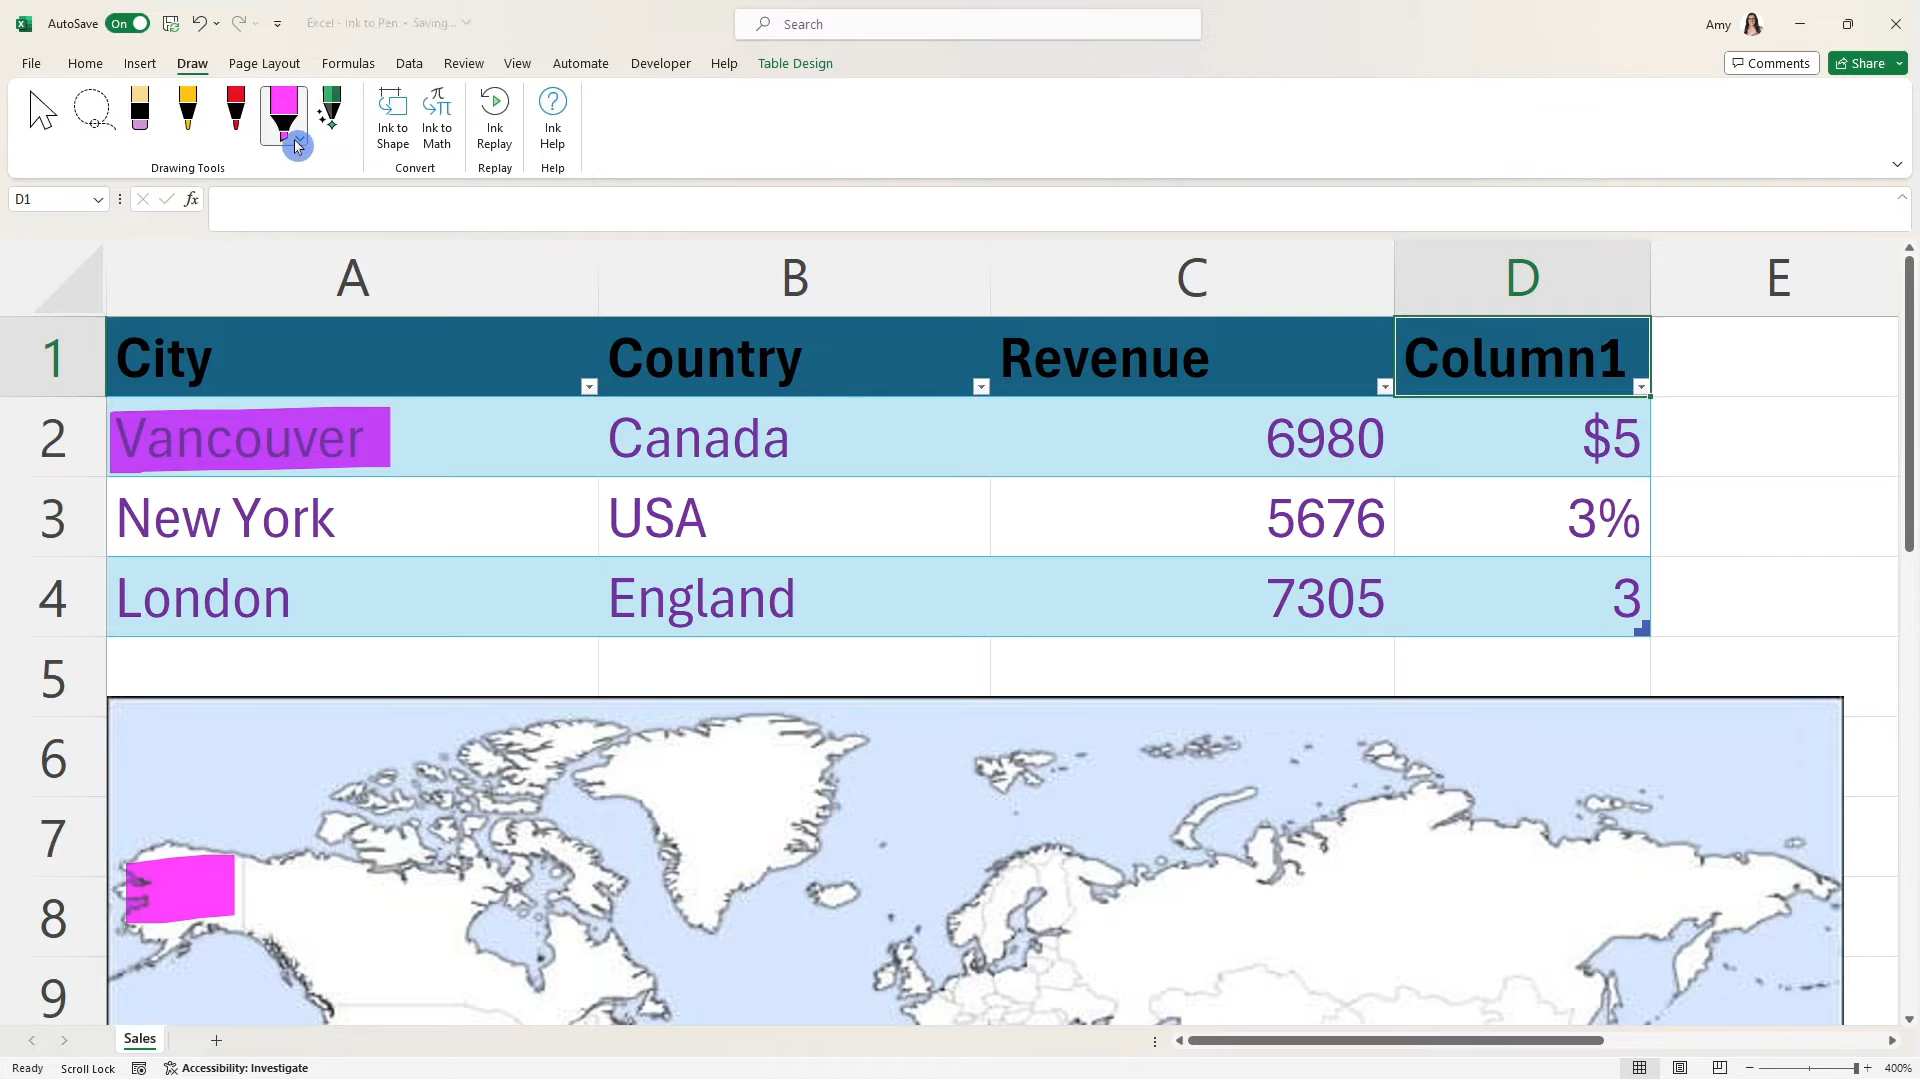 AutoSave On Excel - Ink to Pen • Saving... Search Amy
File Home Insert Draw Page Layout Formulas Data Review View Automate Developer Help Table Design Comments Share
Ink to Shape
Ink to Math
Ink Replay
Ink Help
Drawing Tools Convert Replay Help
D1 fx
A B C D E
1 City Country Revenue Column1
2 Vancouver Canada 6980 $5
3 New York USA 5676 3%
4 London England 7305 3
5
6
7
8
9
Sales
Ready Scroll Lock Accessibility: Investigate 400%